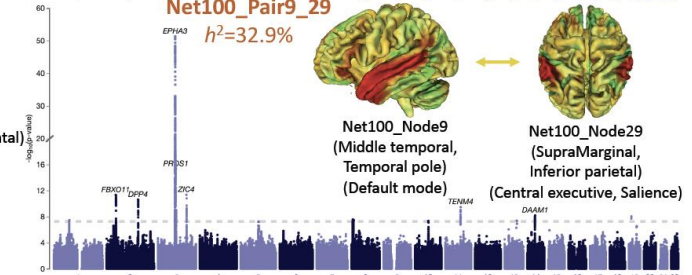 Net100_Pair9_29
h²=32.9%
60
50
40
30
20
16
12
8
4
0
-log₁₀(p-value)
EPHA3
PROS1
FBXO11
DPP4
ZIC4
TENM4
DAAM1
Net100_Node9
(Middle temporal,
Temporal pole)
(Default mode)
Net100_Node29
(SupraMarginal,
Inferior parietal)
(Central executive, Salience)